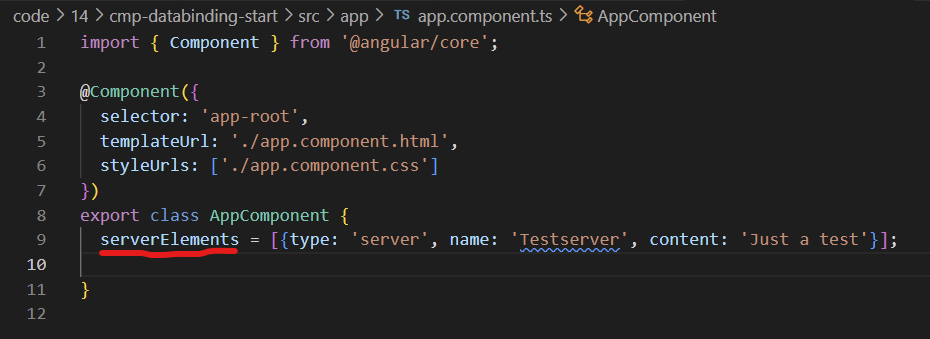 code > 14 > cmp-databinding-start > src > app > TS app.component.ts > AppComponent
1 import { Component } from '@angular/core';
2
3 @Component({
4 selector: 'app-root',
5 templateUrl: './app.component.html',
6 styleUrls: ['./app.component.css']
7 })
8 export class AppComponent {
9 serverElements = [{type: 'server', name: 'Testserver', content: 'Just a test'}];
10
11 }
12